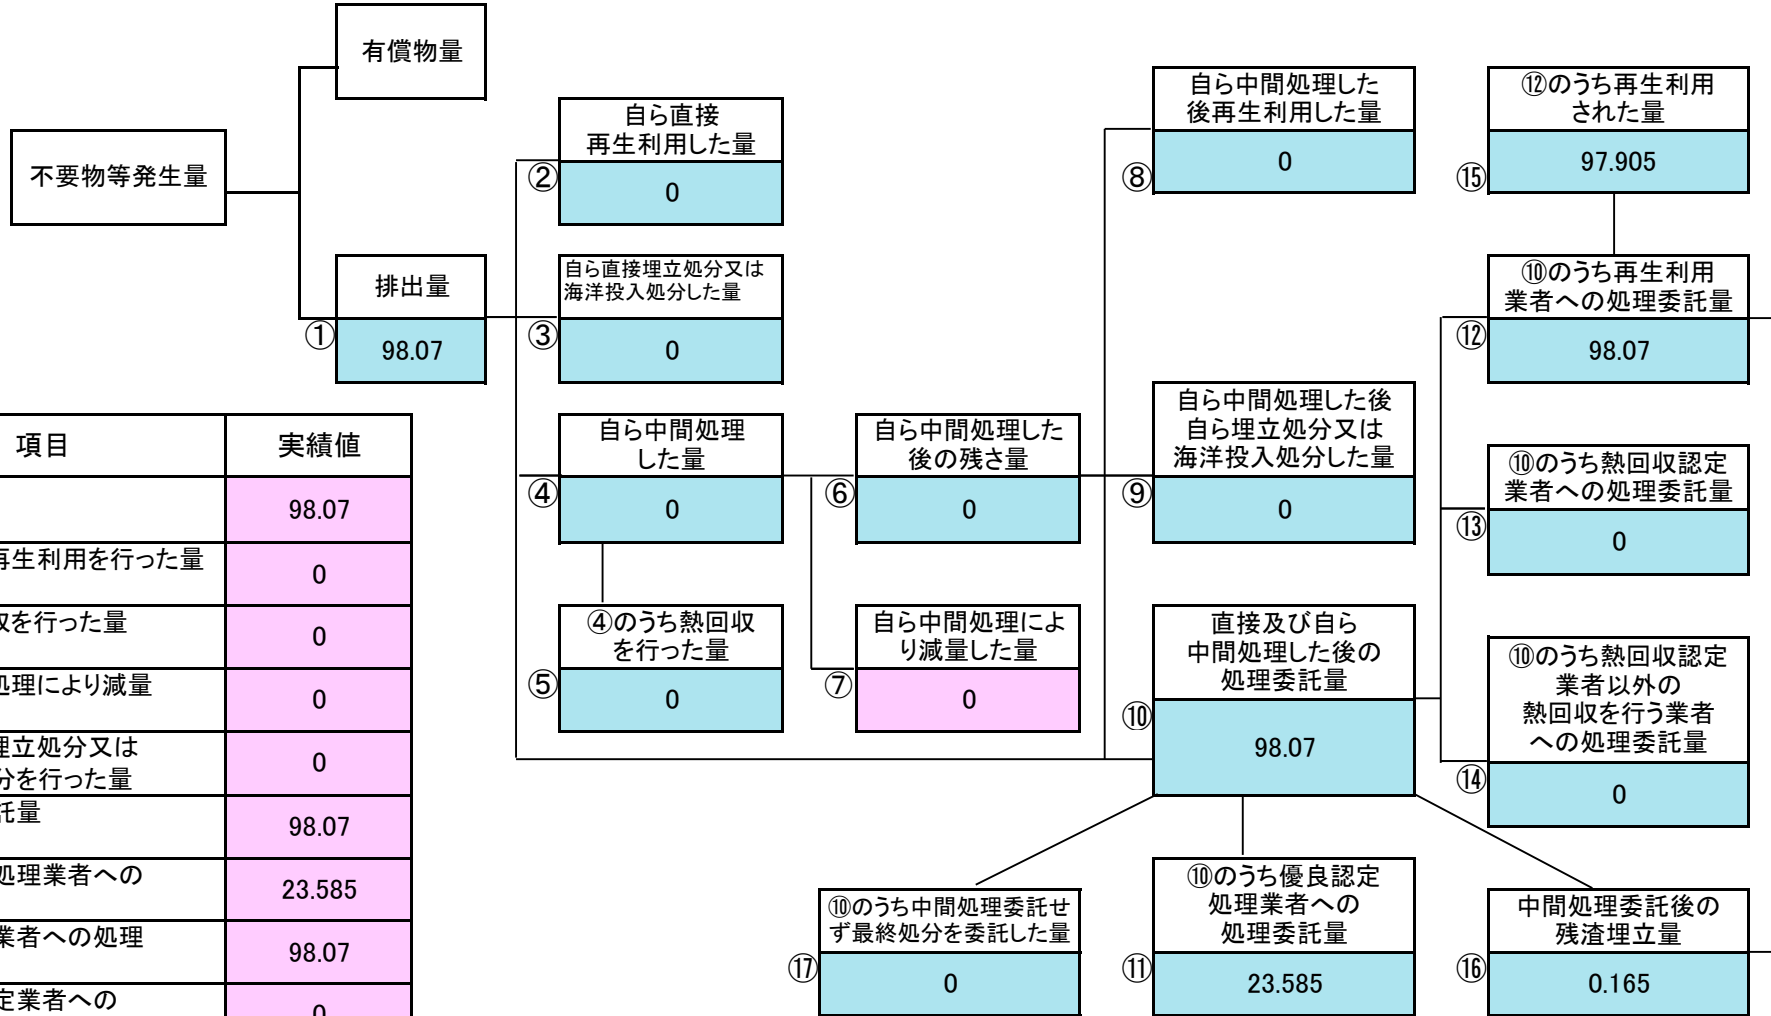 有償物量
不要物等発生量
排出量
①
98.07
自ら直接
再生利用した量
②
0
自ら直接埋立処分又は
海洋投入処分した量
③
0
自ら中間処理
した量
④
0
④のうち熱回収
を行った量
⑤
0
自ら中間処理した
後の残さ量
⑥
0
自ら中間処理によ
り減量した量
⑦
0
自ら中間処理した
後再生利用した量
⑧
0
自ら中間処理した後
自ら埋立処分又は
海洋投入処分した量
⑨
0
直接及び自ら
中間処理した後の
処理委託量
⑩
98.07
⑩のうち優良認定
処理業者への
処理委託量
⑪
23.585
⑫のうち再生利用
された量
⑮
97.905
⑩のうち再生利用
業者への処理委託量
⑫
98.07
⑩のうち熱回収認定
業者への処理委託量
⑬
0
⑩のうち熱回収認定
業者以外の
熱回収を行う業者
への処理委託量
⑭
0
中間処理委託後の
残渣埋立量
⑯
0.165
⑩のうち中間処理委託せ
ず最終処分を委託した量
⑰
0
項目 実績値
98.07
再生利用を行った量
0
収を行った量
0
処理により減量
0
埋立処分又は
分を行った量
0
託量
98.07
処理業者への
23.585
業者への処理
98.07
定業者への
0